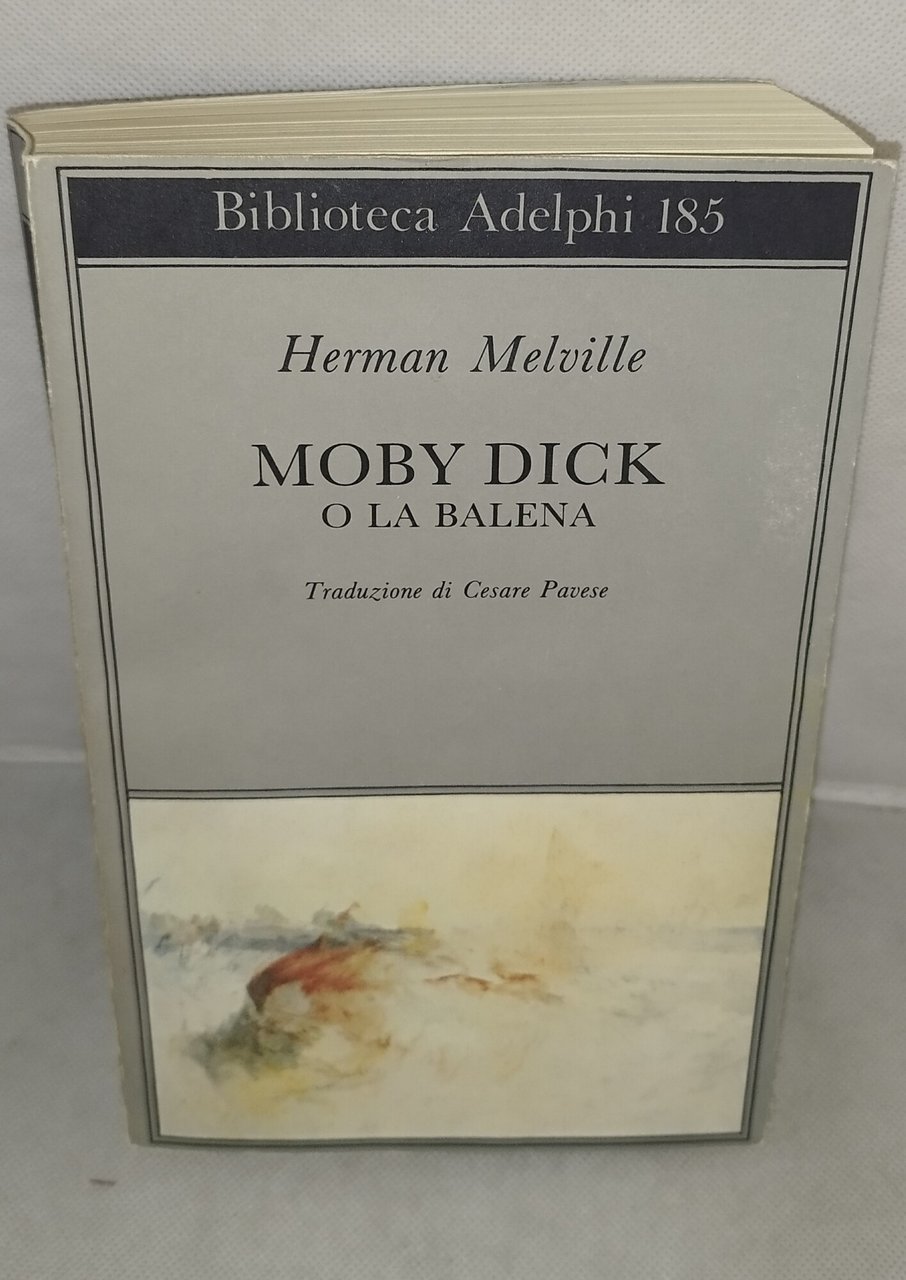 Biblioteca Adelphi 185
Herman Melville
MOBY DICK
O LA BALENA
Traduzione di Cesare Pavese